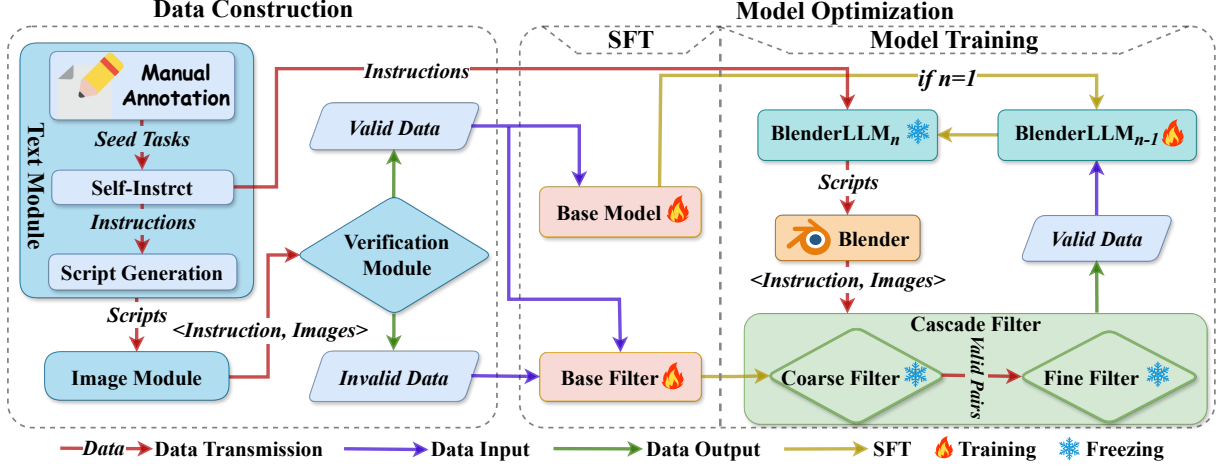 Data Construction
Model Optimization
SFT
Model Training
Manual
Annotation
Seed Tasks
Self-Instrct
Instructions
Script Generation
Text Module
Scripts
<Instruction, Images>
Image Module
Instructions
Valid Data
Verification
Module
Invalid Data
Base Model
Base Filter
if n=1
BlenderLLMn
BlenderLLMn-1
Scripts
Blender
<Instruction, Images>
Valid Data
Cascade Filter
Coarse Filter
Valid Pairs
Fine Filter
Data Data Transmission Data Input Data Output SFT Training Freezing